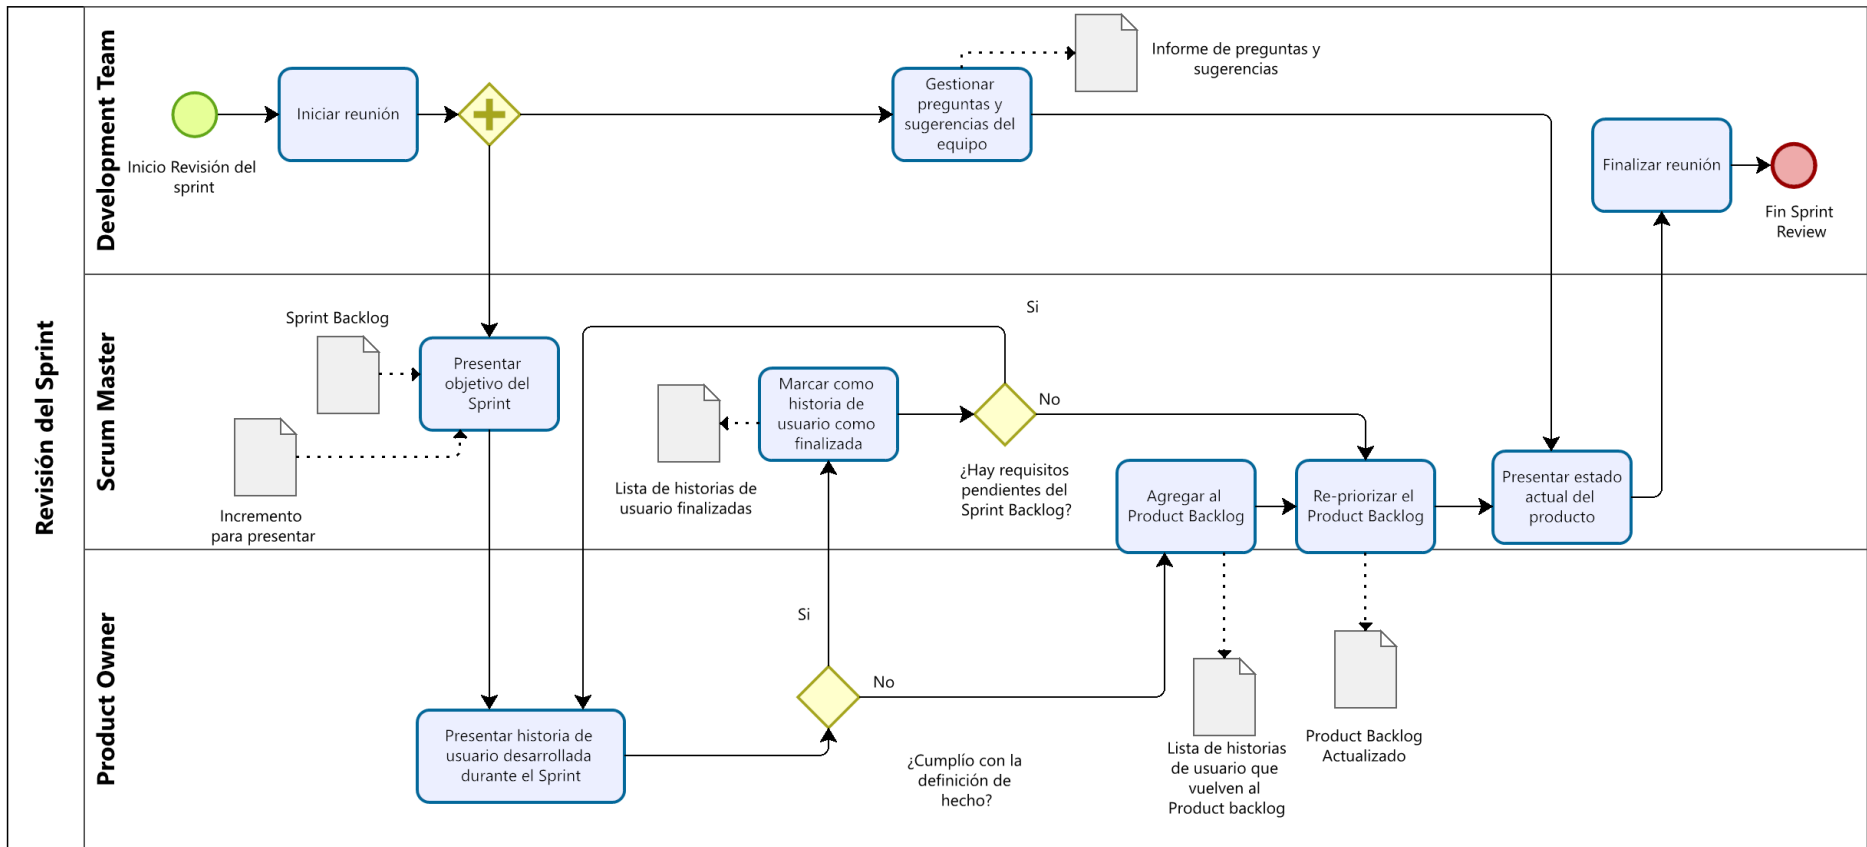 Revisión del Sprint
Development Team
Inicio Revisión del
sprint
Iniciar reunión
Gestionar
preguntas y
sugerencias del
equipo
Informe de preguntas y
sugerencias
Finalizar reunión
Fin Sprint
Review
Scrum Master
Sprint Backlog
Incremento
para presentar
Presentar
objetivo del
Sprint
Lista de historias de
usuario finalizadas
Marcar como
historia de
usuario como
finalizada
Si
No
¿Hay requisitos
pendientes del
Sprint Backlog?
Agregar al
Product Backlog
Re-priorizar el
Product Backlog
Presentar estado
actual del
producto
Product Owner
Presentar historia de
usuario desarrollada
durante el Sprint
Si
No
¿Cumplío con la
definición de
hecho?
Lista de historias
de usuario que
vuelven al
Product backlog
Product Backlog
Actualizado